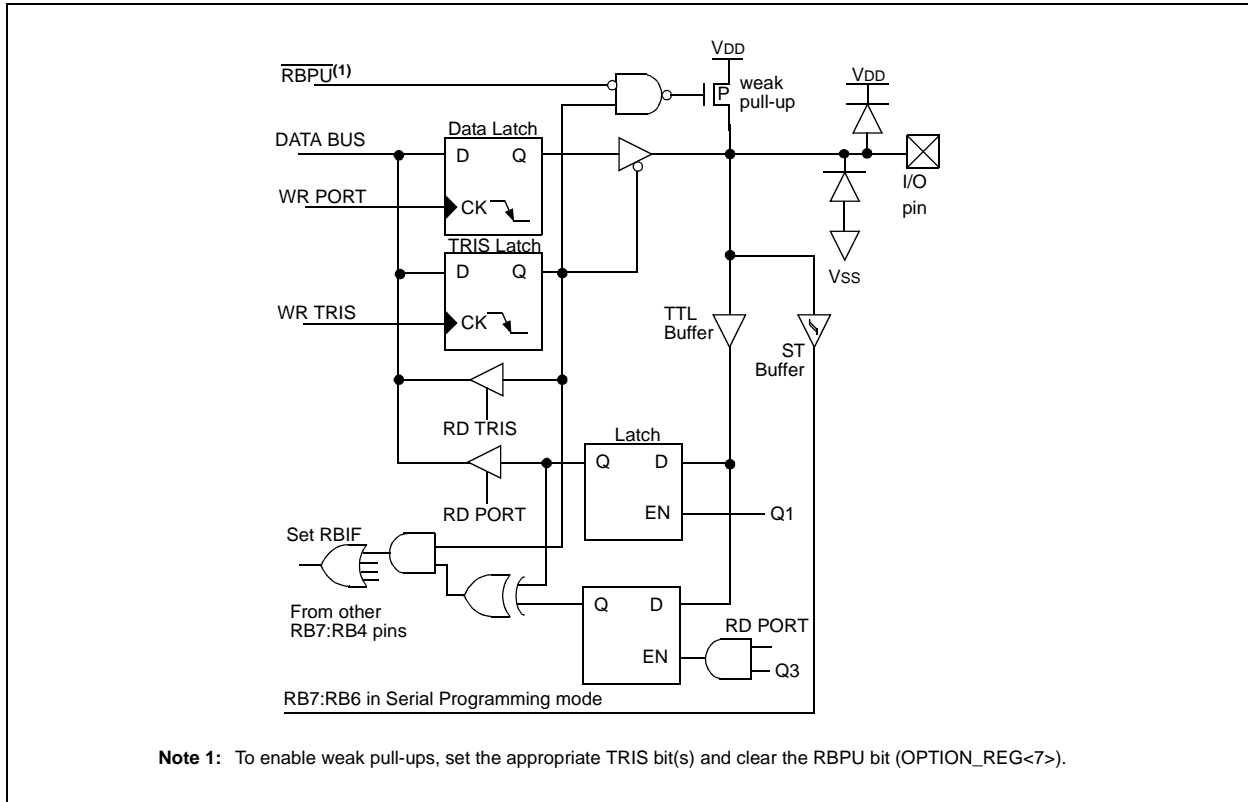 VDD
RBPU(1)
weak
pull-up
P
VDD
DATA BUS
Data Latch
D Q
I/O
pin
WR PORT
CK
TRIS Latch
D Q
VSS
WR TRIS
CK
TTL
Buffer
ST
Buffer
RD TRIS
Latch
Q D
RD PORT
EN
Q1
Set RBIF
Q D
From other
RB7:RB4 pins
RD PORT
EN
Q3
RB7:RB6 in Serial Programming mode
Note 1: To enable weak pull-ups, set the appropriate TRIS bit(s) and clear the RBPU bit (OPTION_REG<7>).